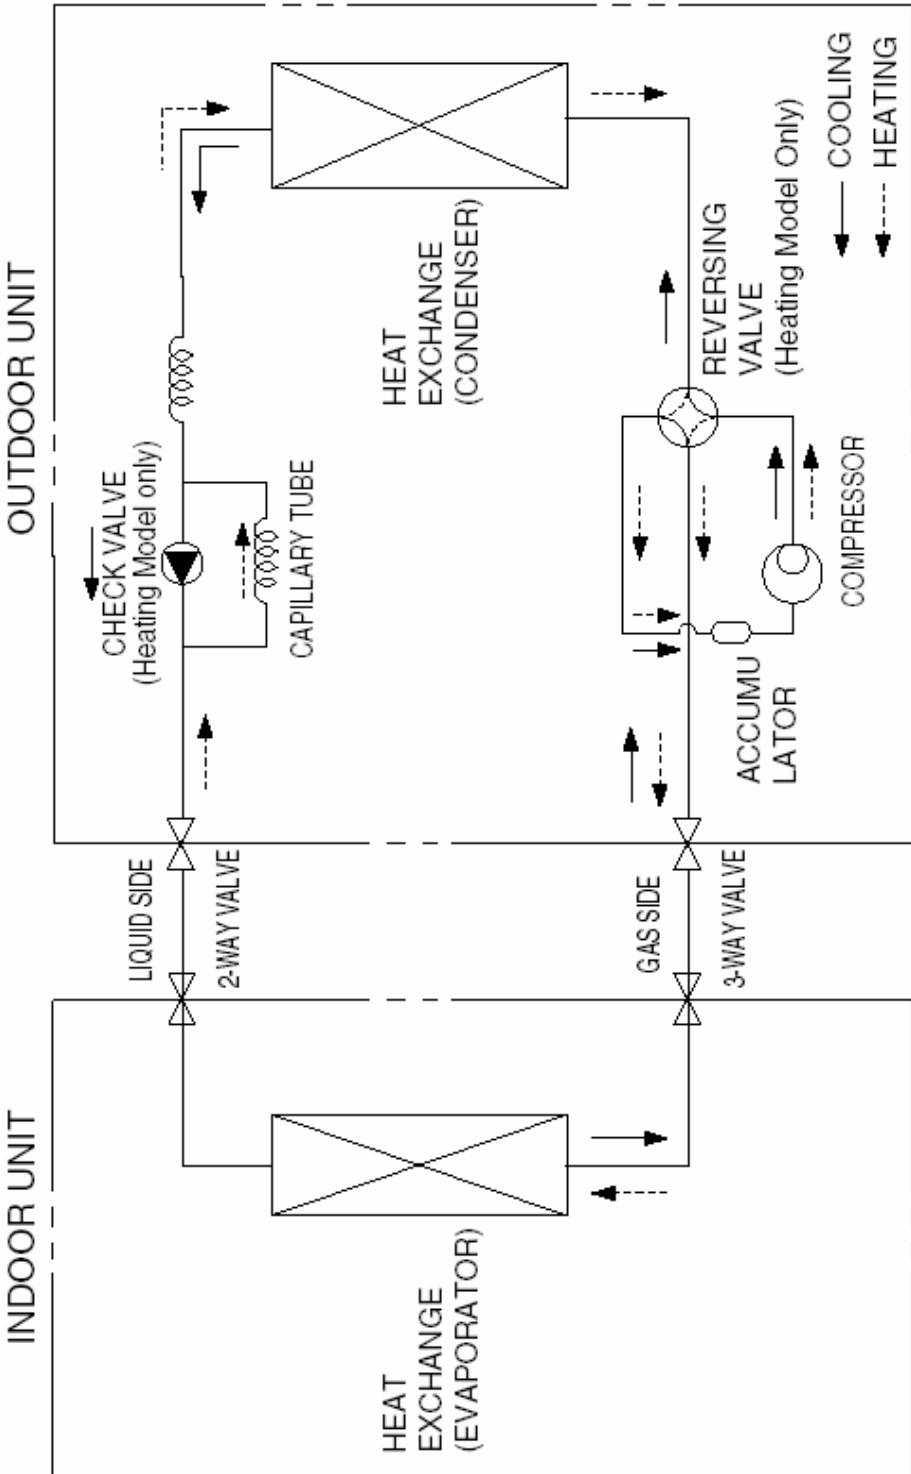 INDOOR UNIT
OUTDOOR UNIT
LIQUID SIDE
2-WAY VALVE
CHECK VALVE
(Heating Model only)
CAPILLARY TUBE
HEAT
EXCHANGE
(EVAPORATOR)
HEAT
EXCHANGE
(CONDENSER)
GAS SIDE
3-WAY VALVE
ACCUMU
LATOR
COMPRESSOR
REVERSING
VALVE
(Heating Model Only)
COOLING
HEATING